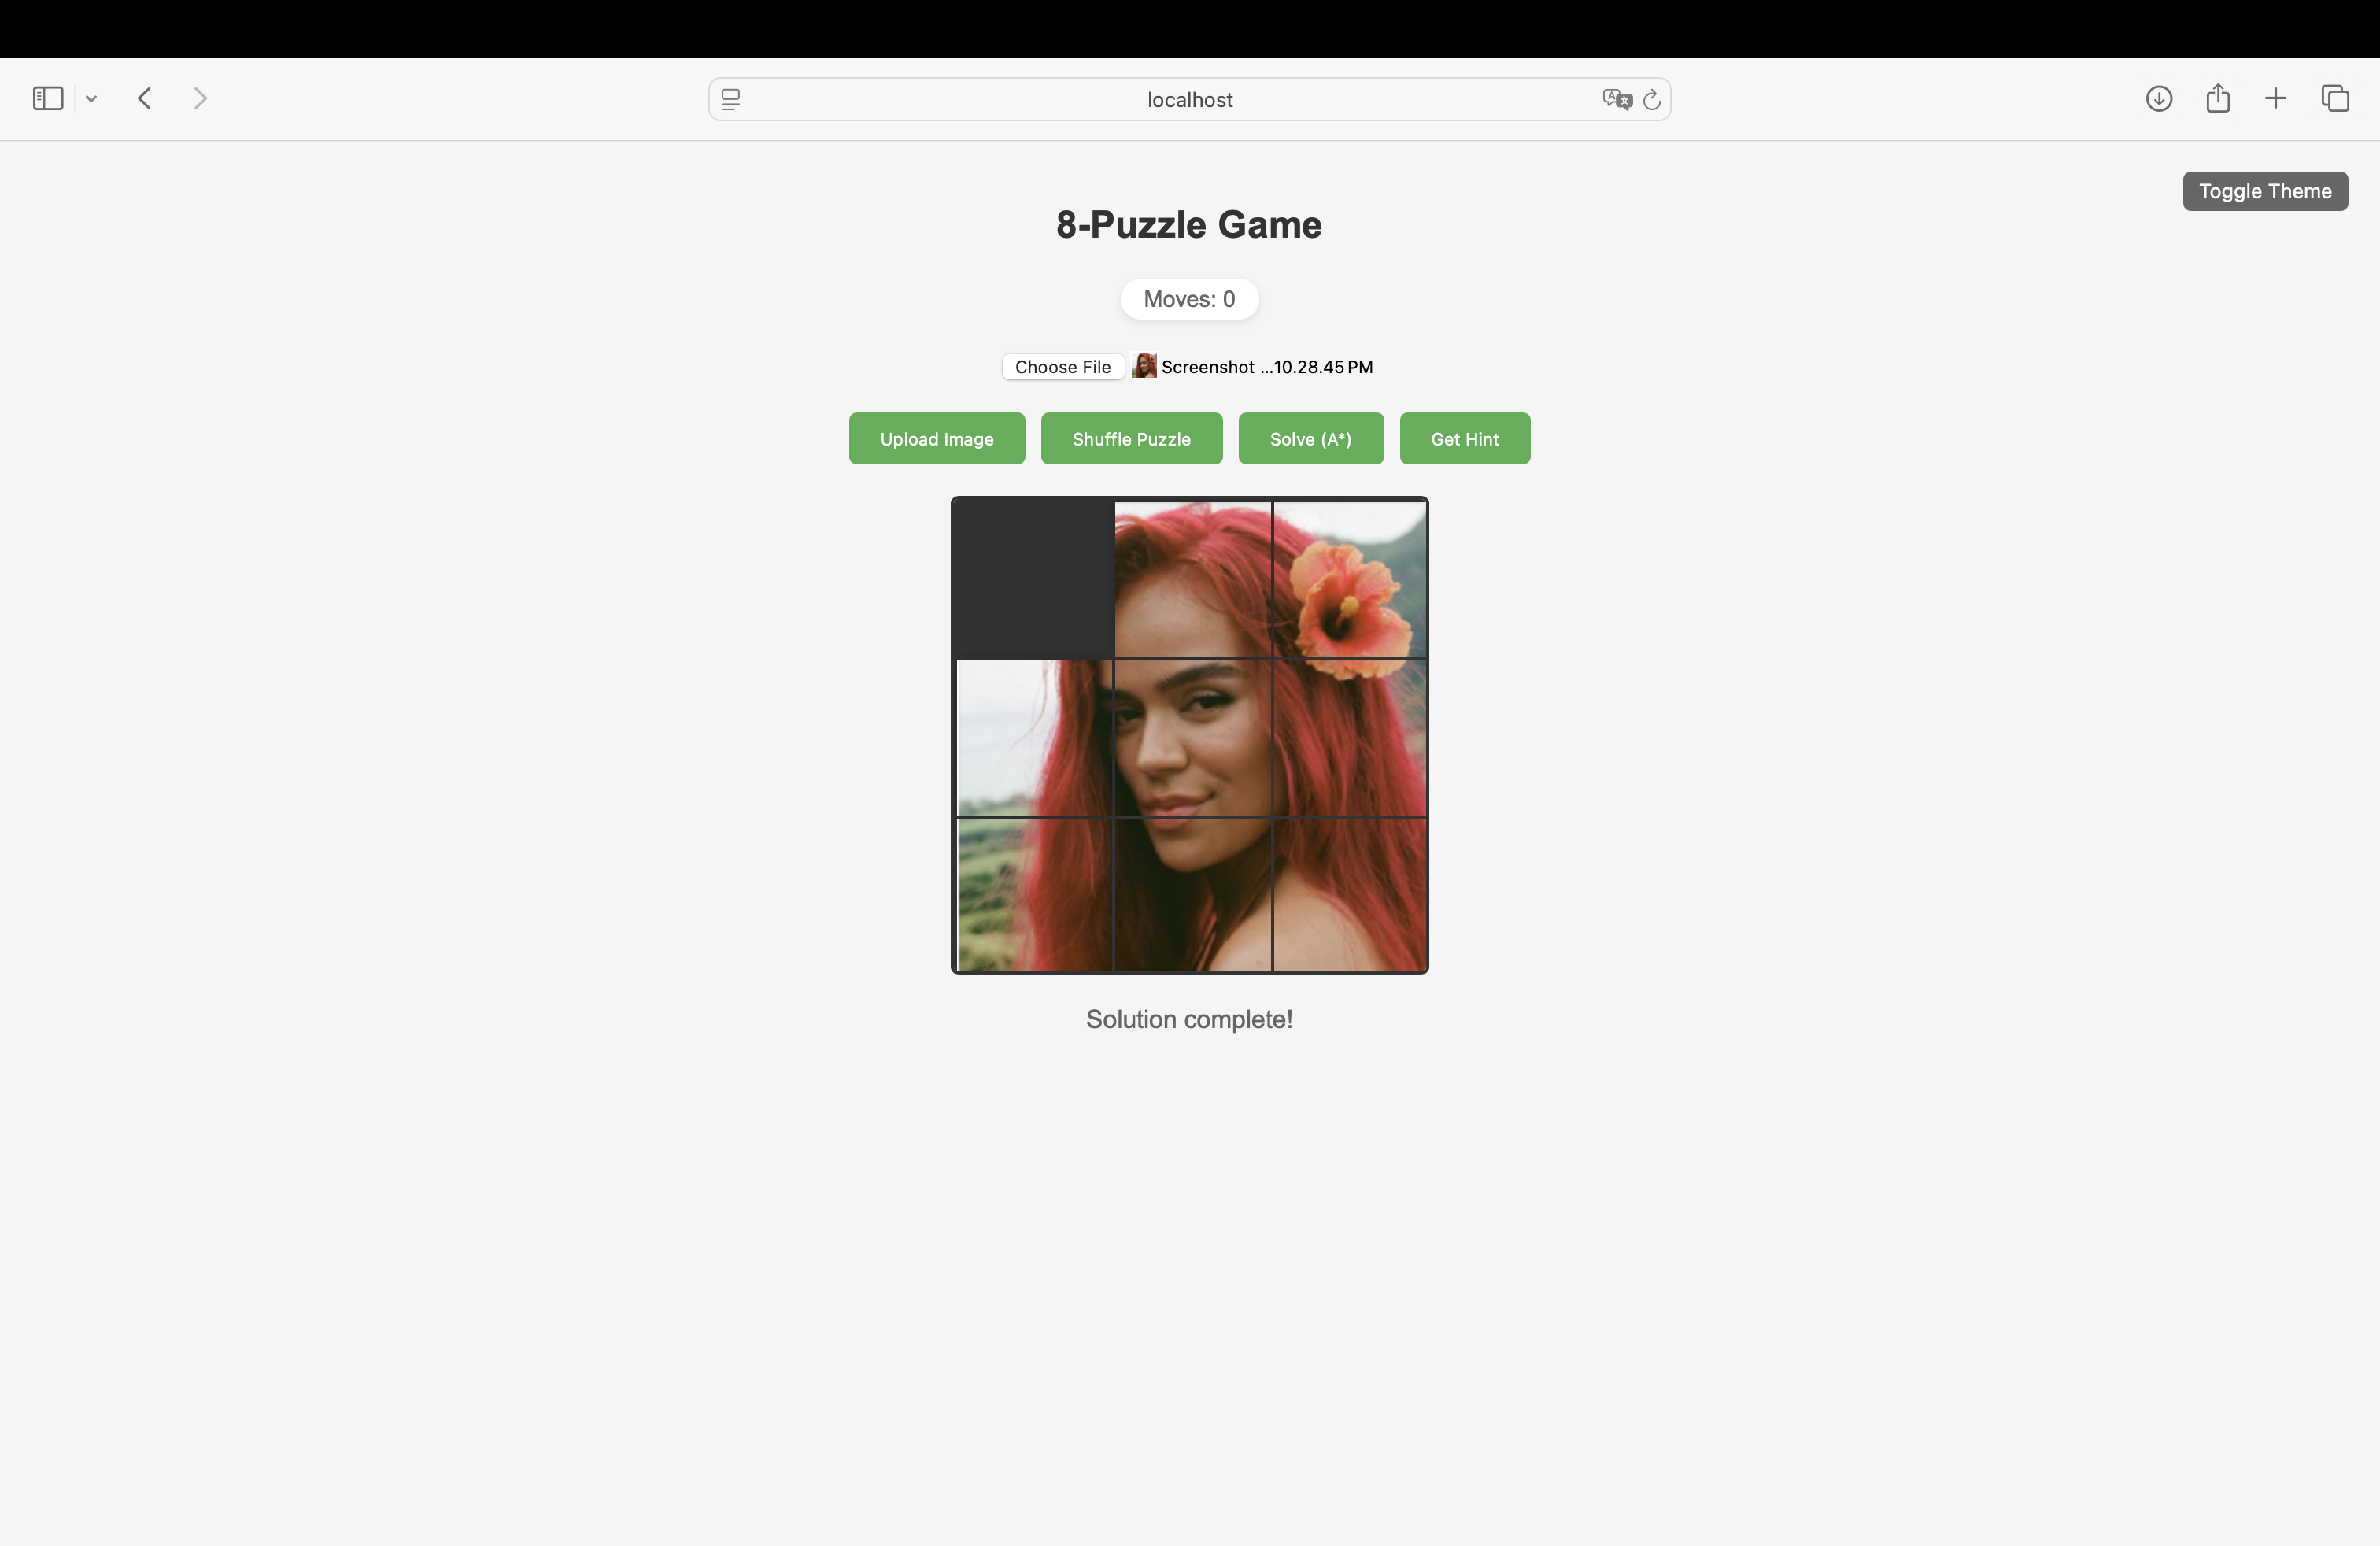 localhost
Toggle Theme
8-Puzzle Game
Moves: 0
Choose File Screenshot ...10.28.45 PM
Upload Image Shuffle Puzzle Solve (A*) Get Hint
Solution complete!